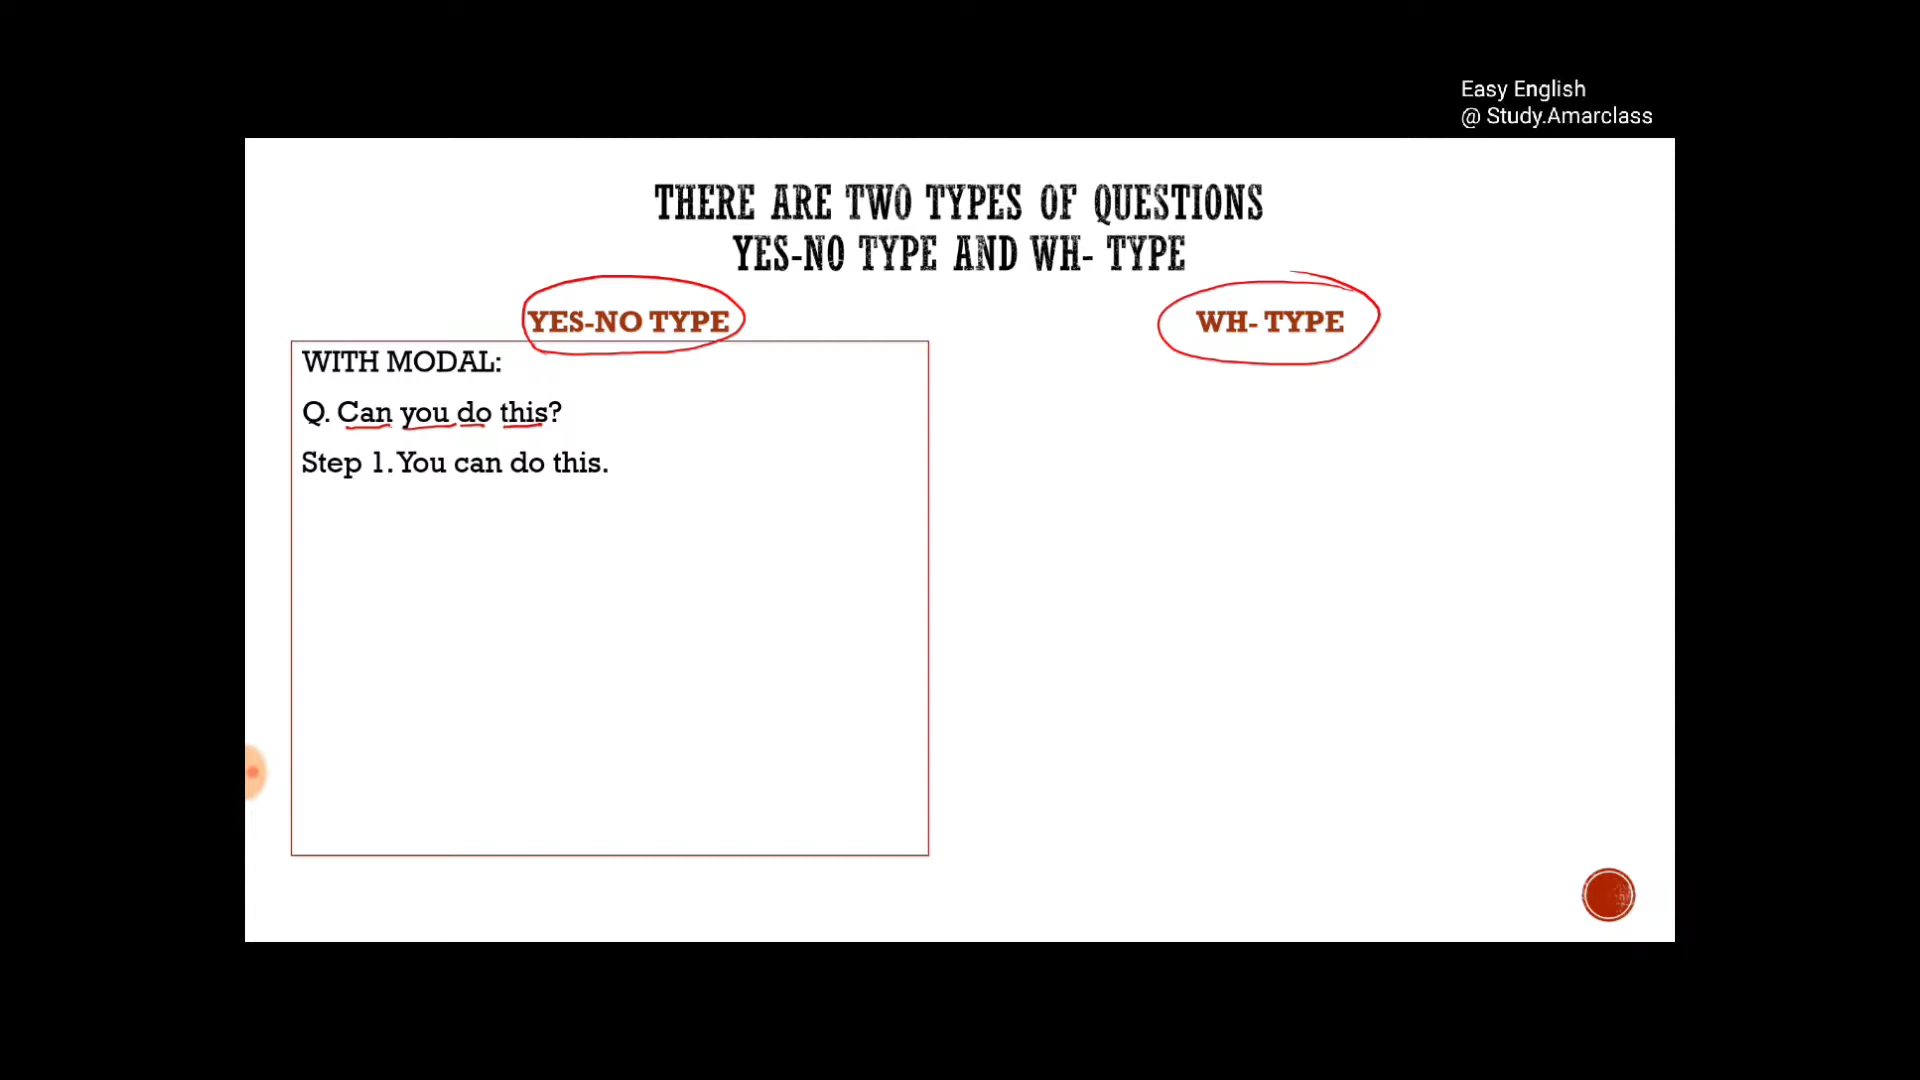 Easy English
@ Study.Amarclass
THERE ARE TWO TYPES OF QUESTIONS
YES-NO TYPE AND WH- TYPE
YES-NO TYPE
WITH MODAL:
Q. Can you do this?
Step 1. You can do this.
WH- TYPE